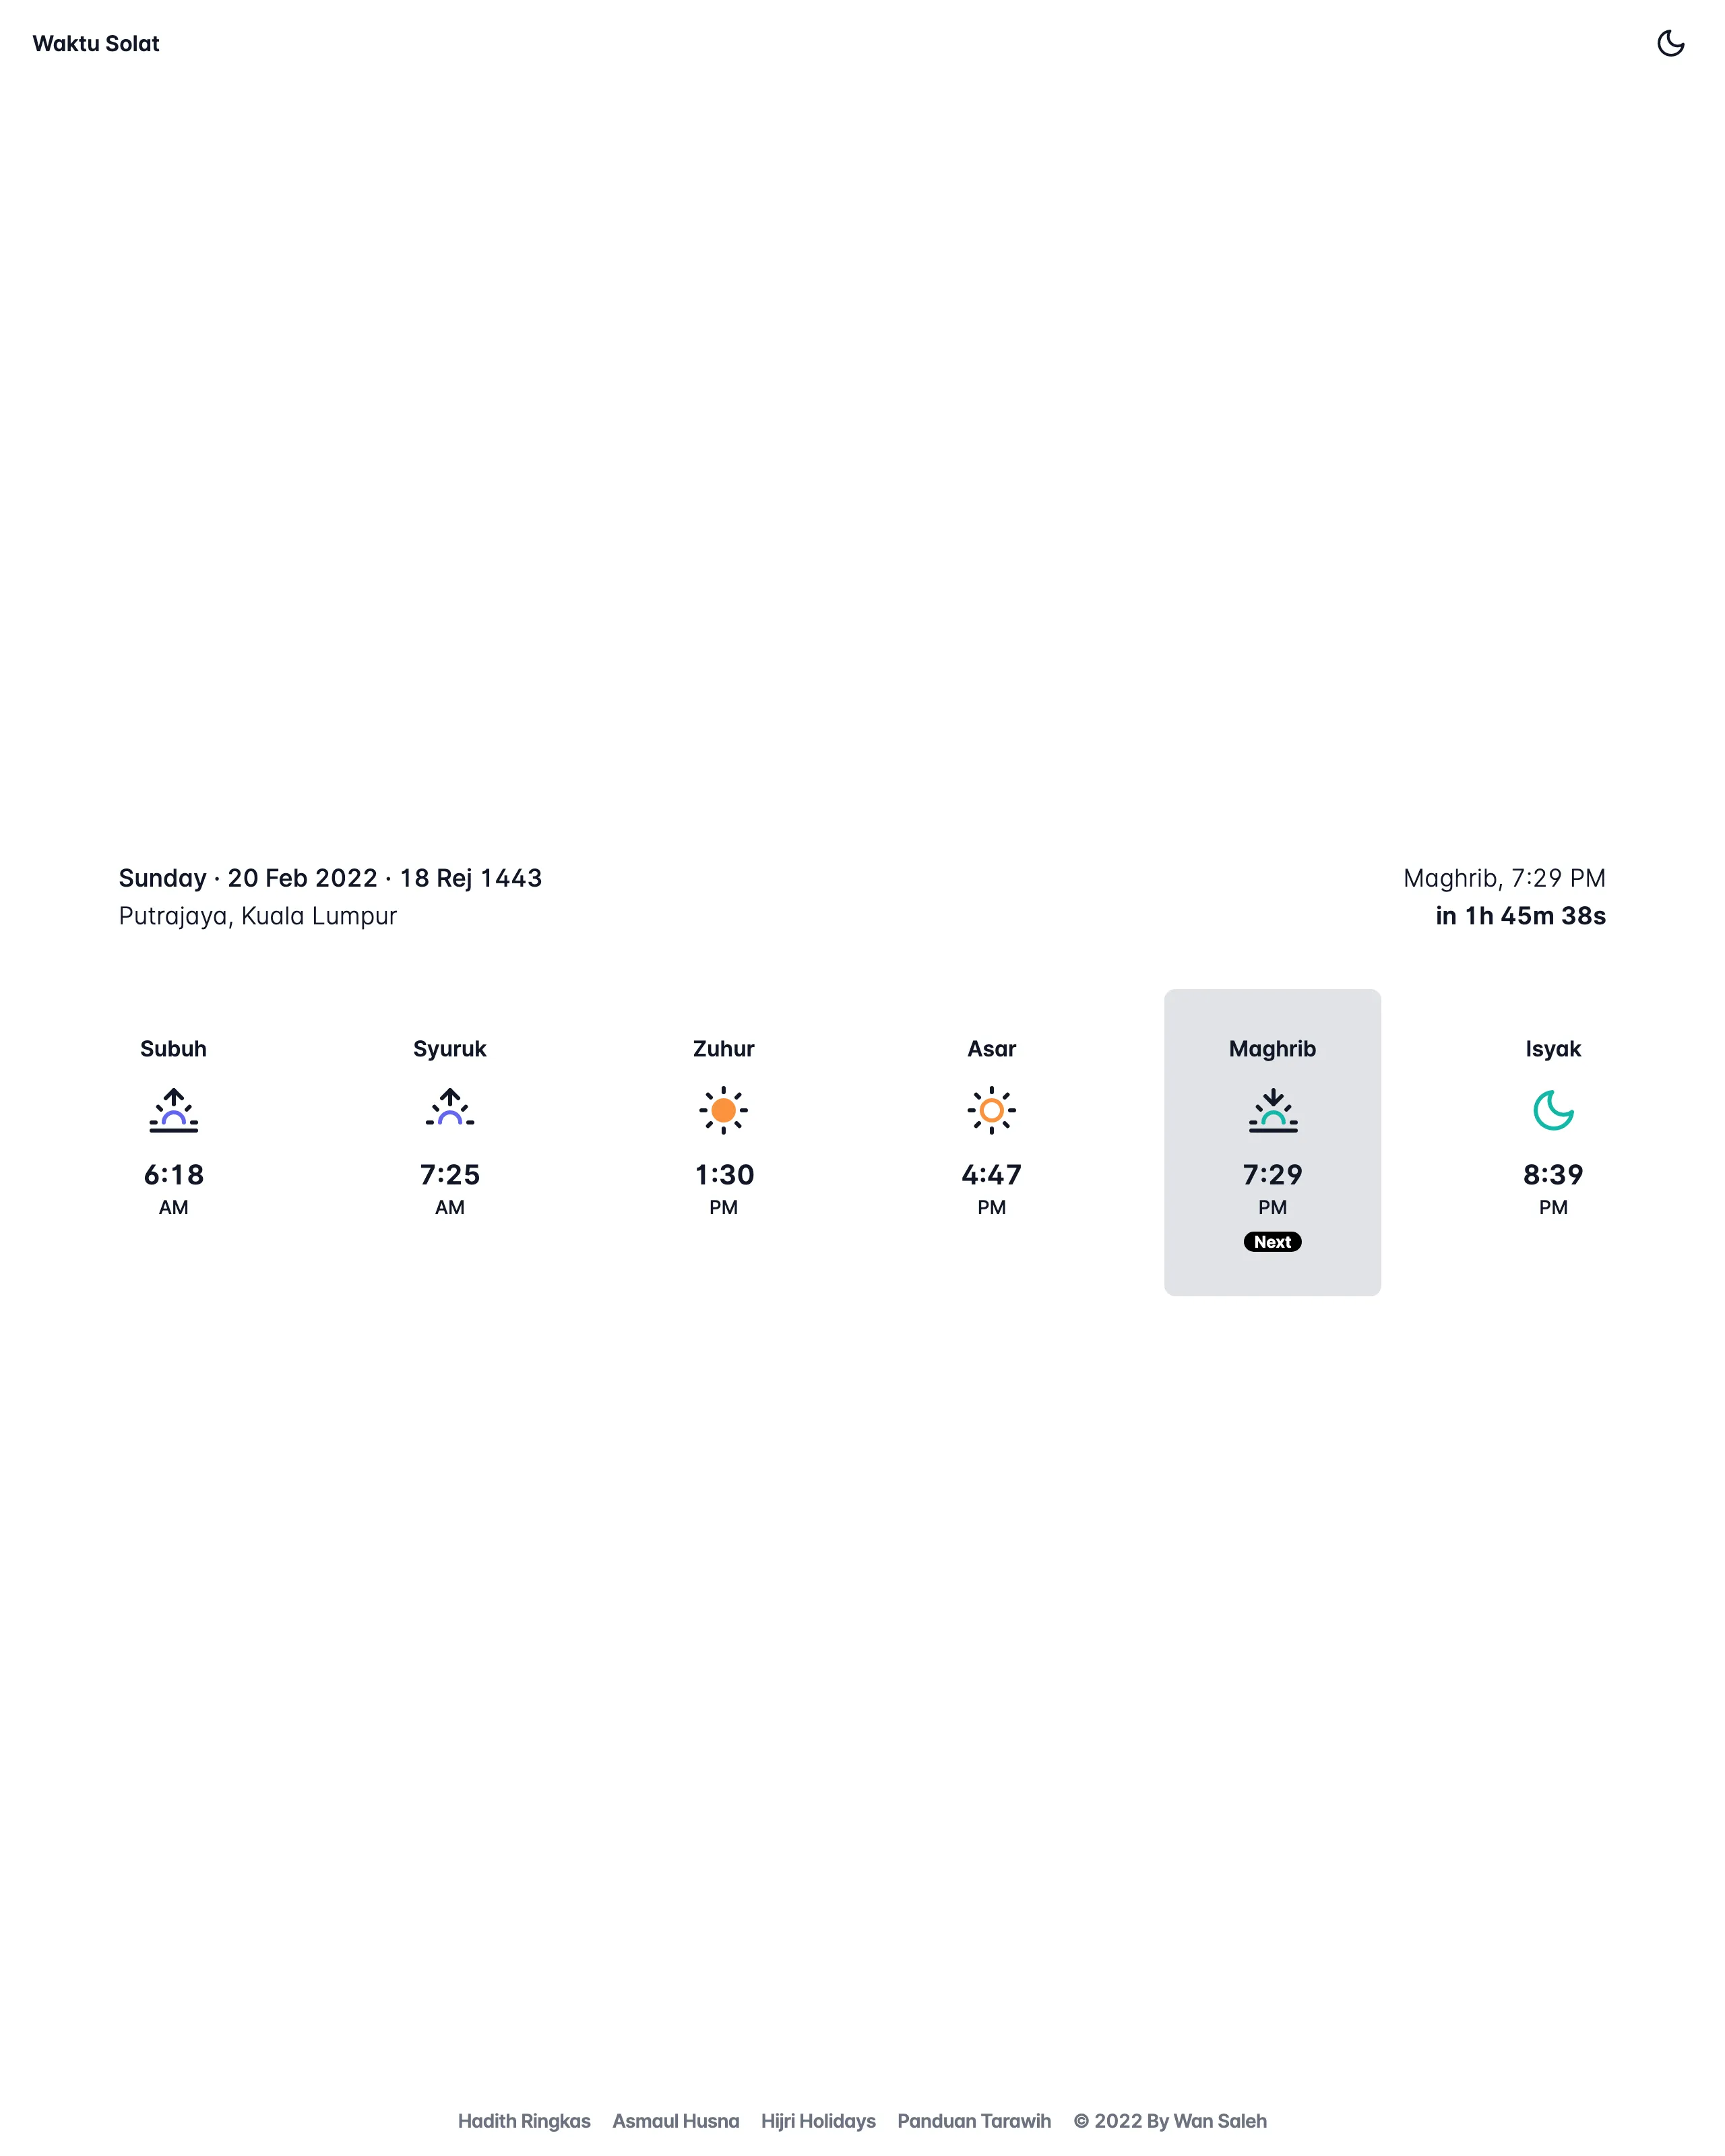 Waktu Solat
Sunday · 20 Feb 2022 · 18 Rej 1443
Putrajaya, Kuala Lumpur
Maghrib, 7:29 PM
in 1h 45m 38s
Subuh
6:18
AM
Syuruk
7:25
AM
Zuhur
1:30
PM
Asar
4:47
PM
Maghrib
7:29
PM
Next
Isyak
8:39
PM
Hadith Ringkas Asmaul Husna Hijri Holidays Panduan Tarawih © 2022 By Wan Saleh